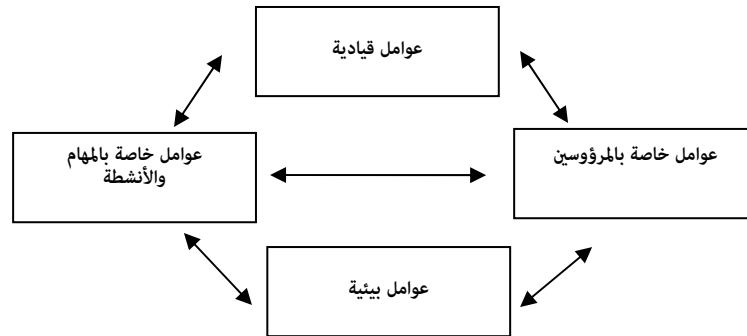 عوامل قيادية
عوامل خاصة بالمرؤوسين
عوامل خاصة بالمهام
والأنشطة
عوامل بيئية